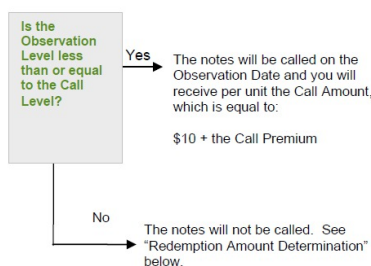 Is the
Observation
Level less
than or equal
to the Call
Level?
Yes
The notes will be called on the
Observation Date and you will
receive per unit the Call Amount,
which is equal to:
$10 + the Call Premium
No
The notes will not be called. See
“Redemption Amount Determination”
below.